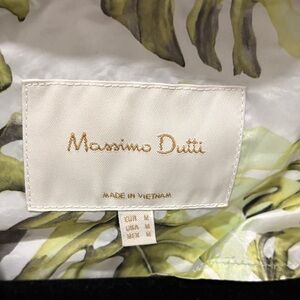 Massimo Dutti
MADE IN VIETNAM
EUR M
USA M
MEX M